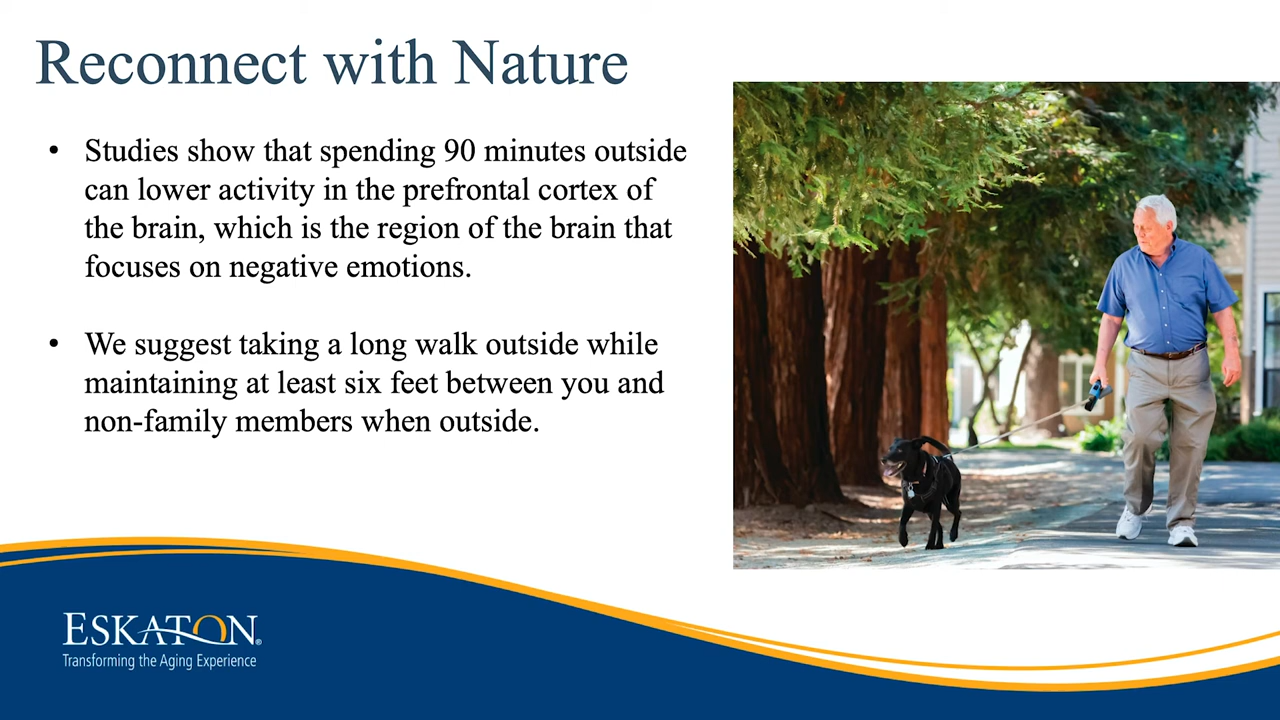 Reconnect with Nature
• Studies show that spending 90 minutes outside
can lower activity in the prefrontal cortex of
the brain, which is the region of the brain that
focuses on negative emotions.
• We suggest taking a long walk outside while
maintaining at least six feet between you and
non-family members when outside.
ESKATON®
Transforming the Aging Experience